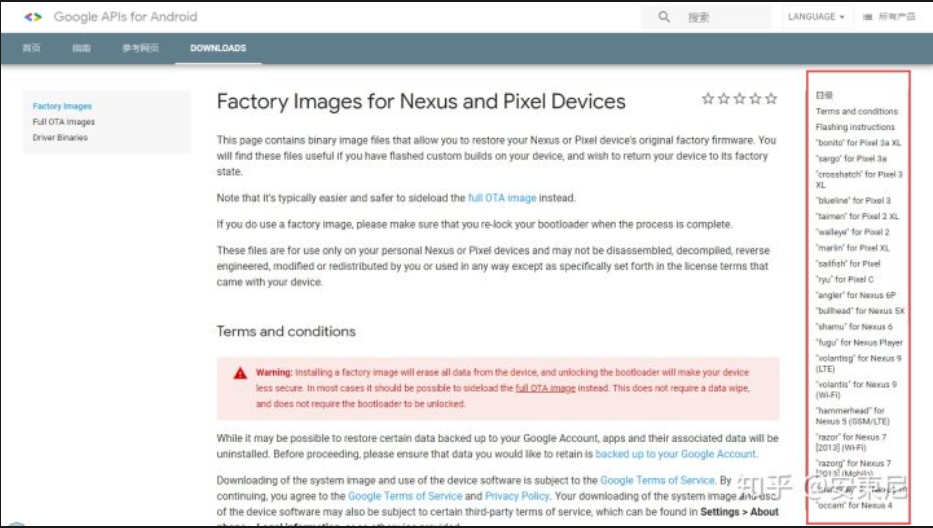 Google APIs for Android
搜索
LANGUAGE
所有产品
首页
指南
参考网页
DOWNLOADS
Factory Images
Full OTA Images
Driver Binaries
Factory Images for Nexus and Pixel Devices
This page contains binary image files that allow you to restore your Nexus or Pixel device's original factory firmware. You
will find these files useful if you have flashed custom builds on your device, and wish to return your device to its factory
state.
Note that it's typically easier and safer to sideload the full OTA image instead.
If you do use a factory image, please make sure that you re-lock your bootloader when the process is complete.
These files are for use only on your personal Nexus or Pixel devices and may not be disassembled, decompiled, reverse
engineered, modified or redistributed by you or used in any way except as specifically set forth in the license terms that
came with your device.
Terms and conditions
Warning: Installing a factory image will erase all data from the device, and unlocking the bootloader will make your device
less secure. In most cases it should be possible to sideload the full OTA image instead. This does not require a data wipe,
and does not require the bootloader to be unlocked.
While it may be possible to restore certain data backed up to your Google Account, apps and their associated data will be
uninstalled. Before proceeding, please ensure that data you would like to retain is backed up to your Google Account.
Downloading of the system image and use of the device software is subject to the Google Terms of Service. By
continuing, you agree to the Google Terms of Service and Privacy Policy. Your downloading of the system image and use
of the device software may also be subject to certain third-party terms of service, which can be found in Settings > About
目录
Terms and conditions
Flashing instructions
"bonito" for Pixel 3a XL
"sargo" for Pixel 3a
"crosshatch" for Pixel 3
XL
"blueline" for Pixel 3
"taimen" for Pixel 2 XL
"walleye" for Pixel 2
"marlin" for Pixel XL
"sailfish" for Pixel
"ryu" for Pixel C
"angler" for Nexus 6P
"bullhead" for Nexus 5X
"shamu" for Nexus 6
"fugu" for Nexus Player
"volantisg" for Nexus 9
(LTE)
"volantis" for Nexus 9
(Wi-Fi)
"hammerhead" for
Nexus 5 (GSM/LTE)
"razor" for Nexus 7
[2013] (Wi-Fi)
"razorg" for Nexus 7
[2013] (Mobile)
"occam" for Nexus 4
知乎 @安東尼